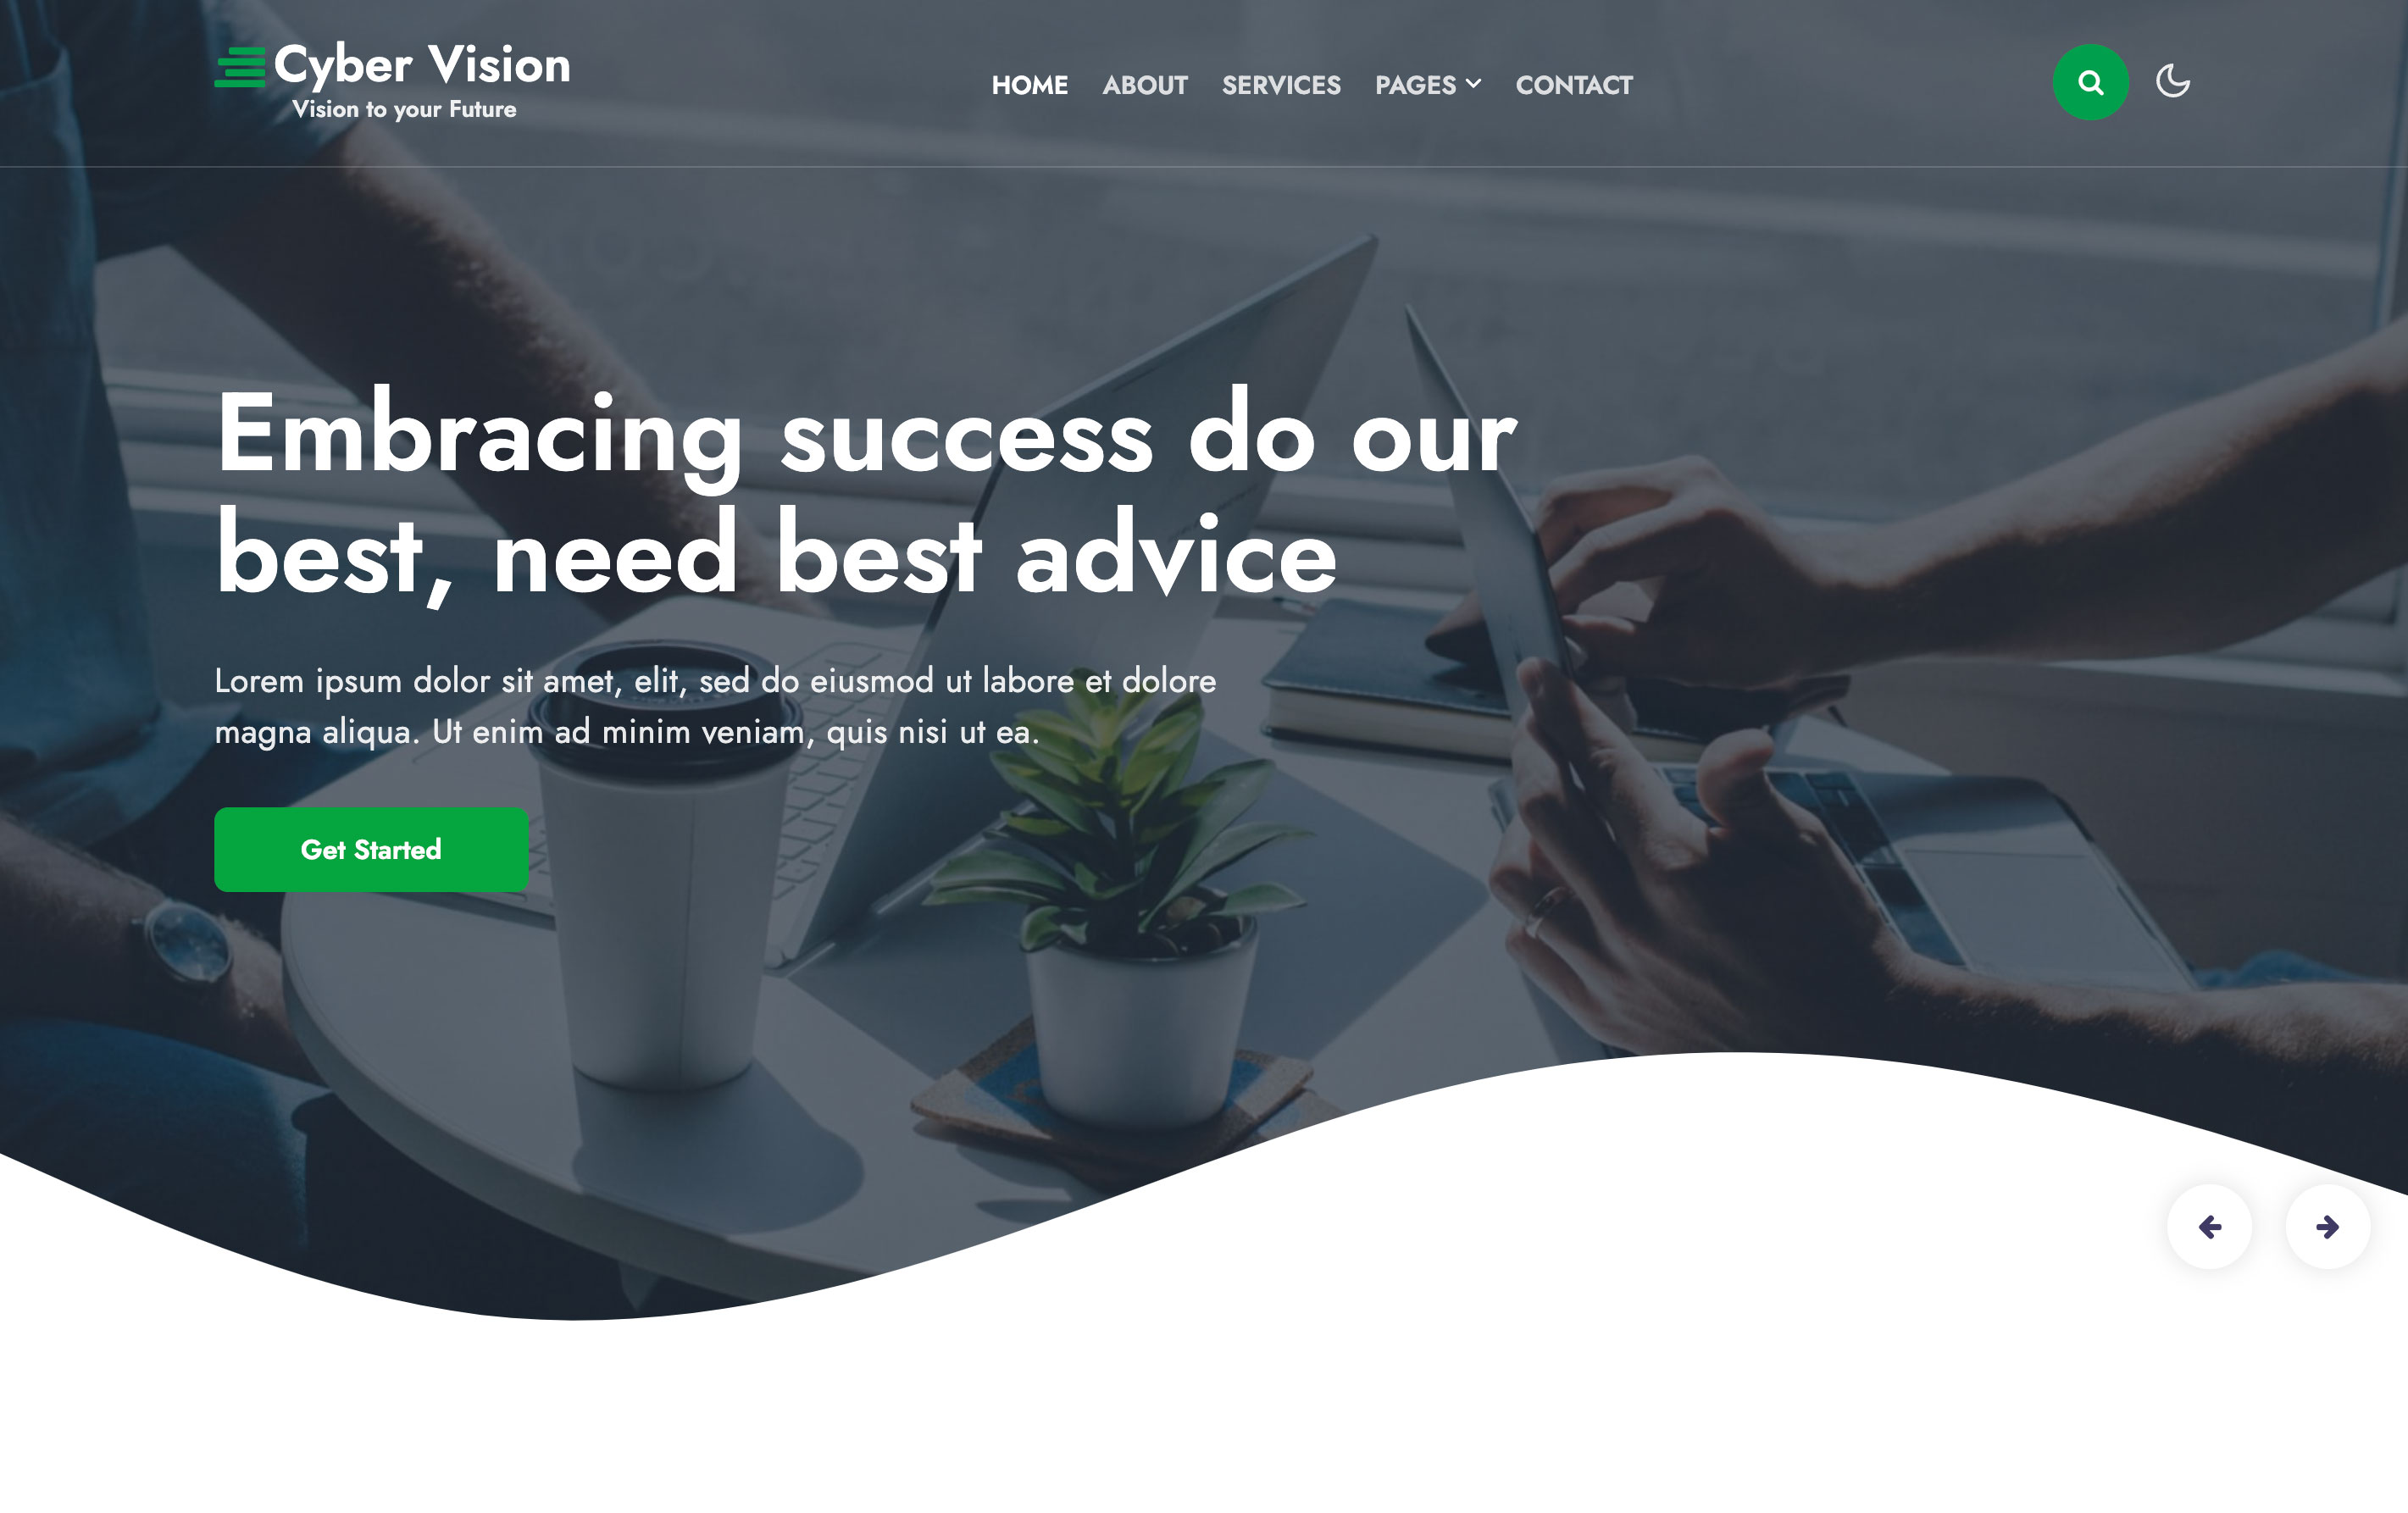 Cyber Vision
Vision to your Future
HOME ABOUT SERVICES PAGES CONTACT
Embracing success do our
best, need best advice
Lorem ipsum dolor sit amet, elit, sed do eiusmod ut labore et dolore
magna aliqua. Ut enim ad minim veniam, quis nisi ut ea.
Get Started